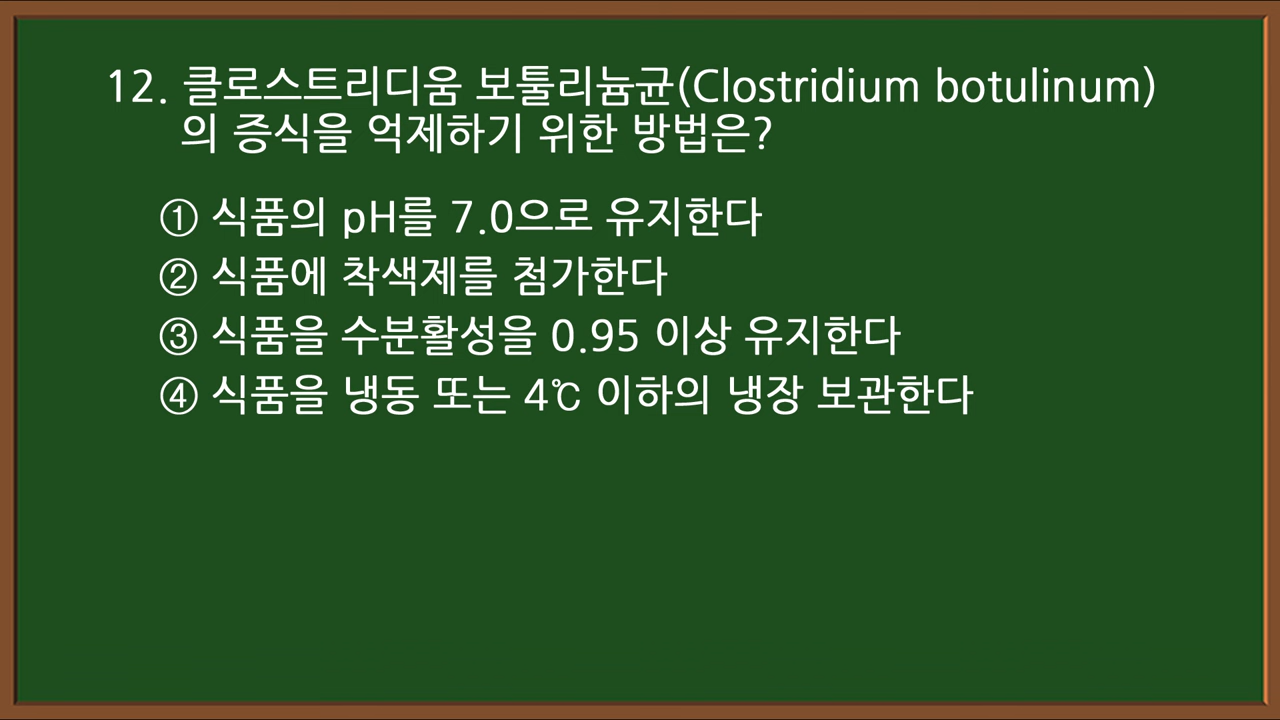 12. 클로스트리디움 보툴리늄균(Clostridium botulinum)
의 증식을 억제하기 위한 방법은?
① 식품의 pH를 7.0으로 유지한다
② 식품에 착색제를 첨가한다
③ 식품을 수분활성을 0.95 이상 유지한다
④ 식품을 냉동 또는 4℃ 이하의 냉장 보관한다